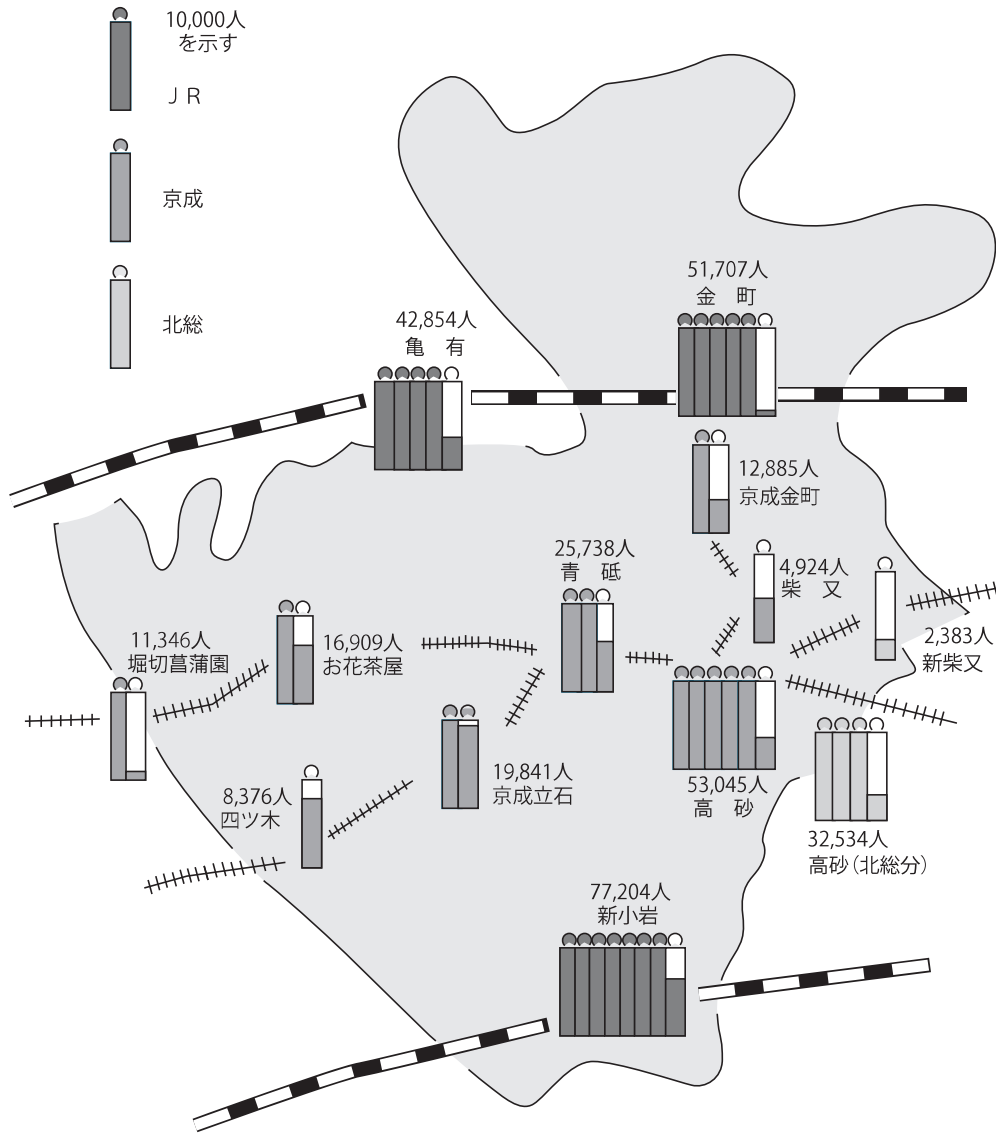 10,000人
を示す
ＪＲ
京成
北総
51,707人
金　町
42,854人
亀　有
12,885人
京成金町
25,738人
青　砥
4,924人
柴　又
2,383人
新柴又
11,346人
堀切菖蒲園
16,909人
お花茶屋
19,841人
京成立石
8,376人
四ツ木
53,045人
高　砂
32,534人
高砂（北総分）
77,204人
新小岩